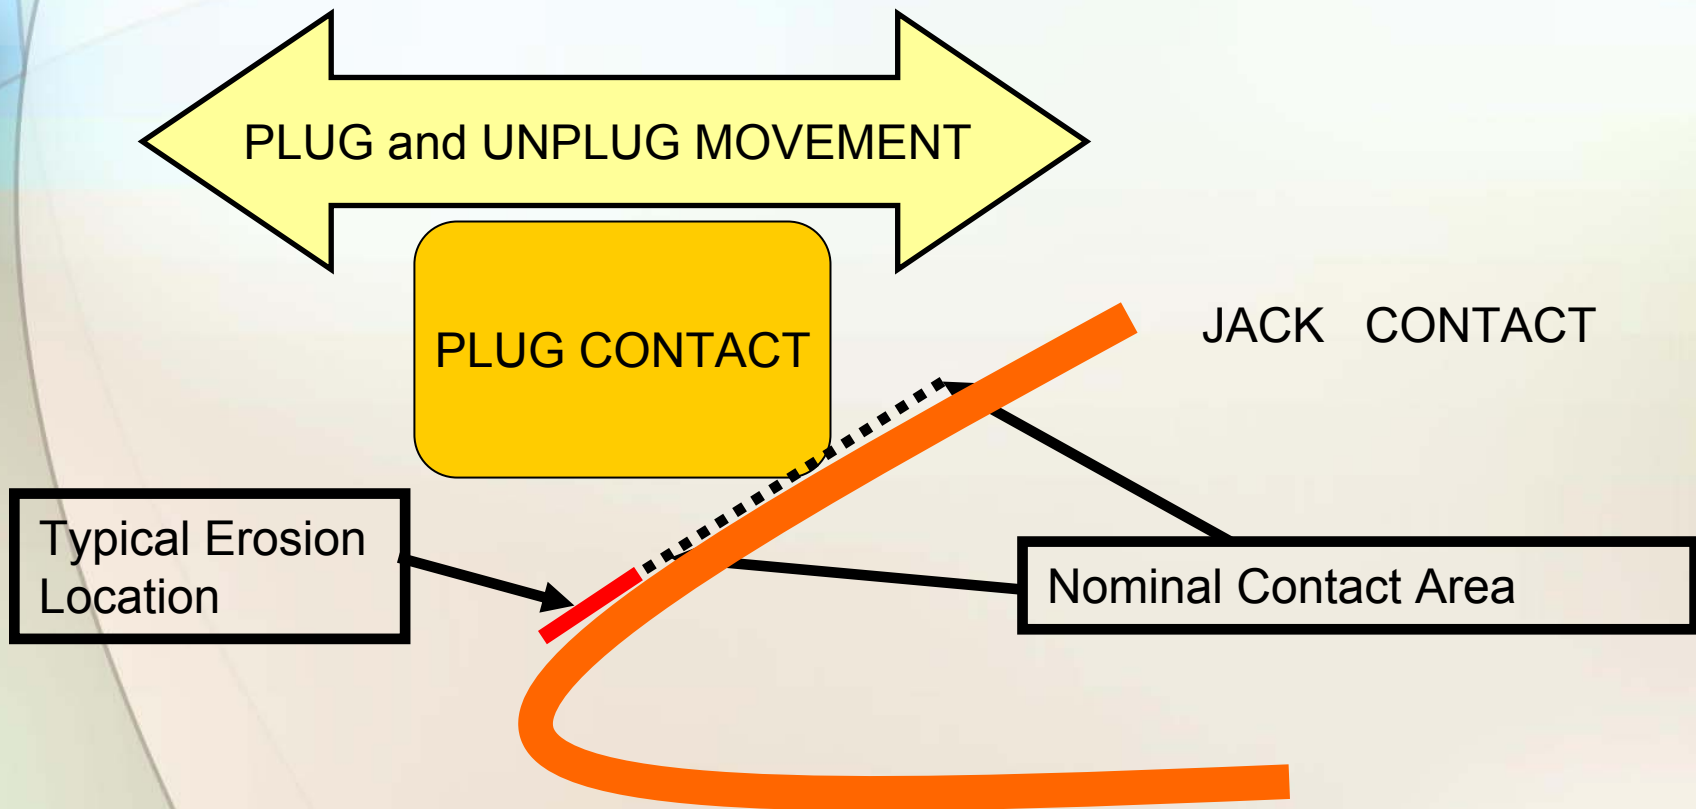 PLUG and UNPLUG MOVEMENT
PLUG CONTACT
JACK CONTACT
Typical Erosion
Location
Nominal Contact Area